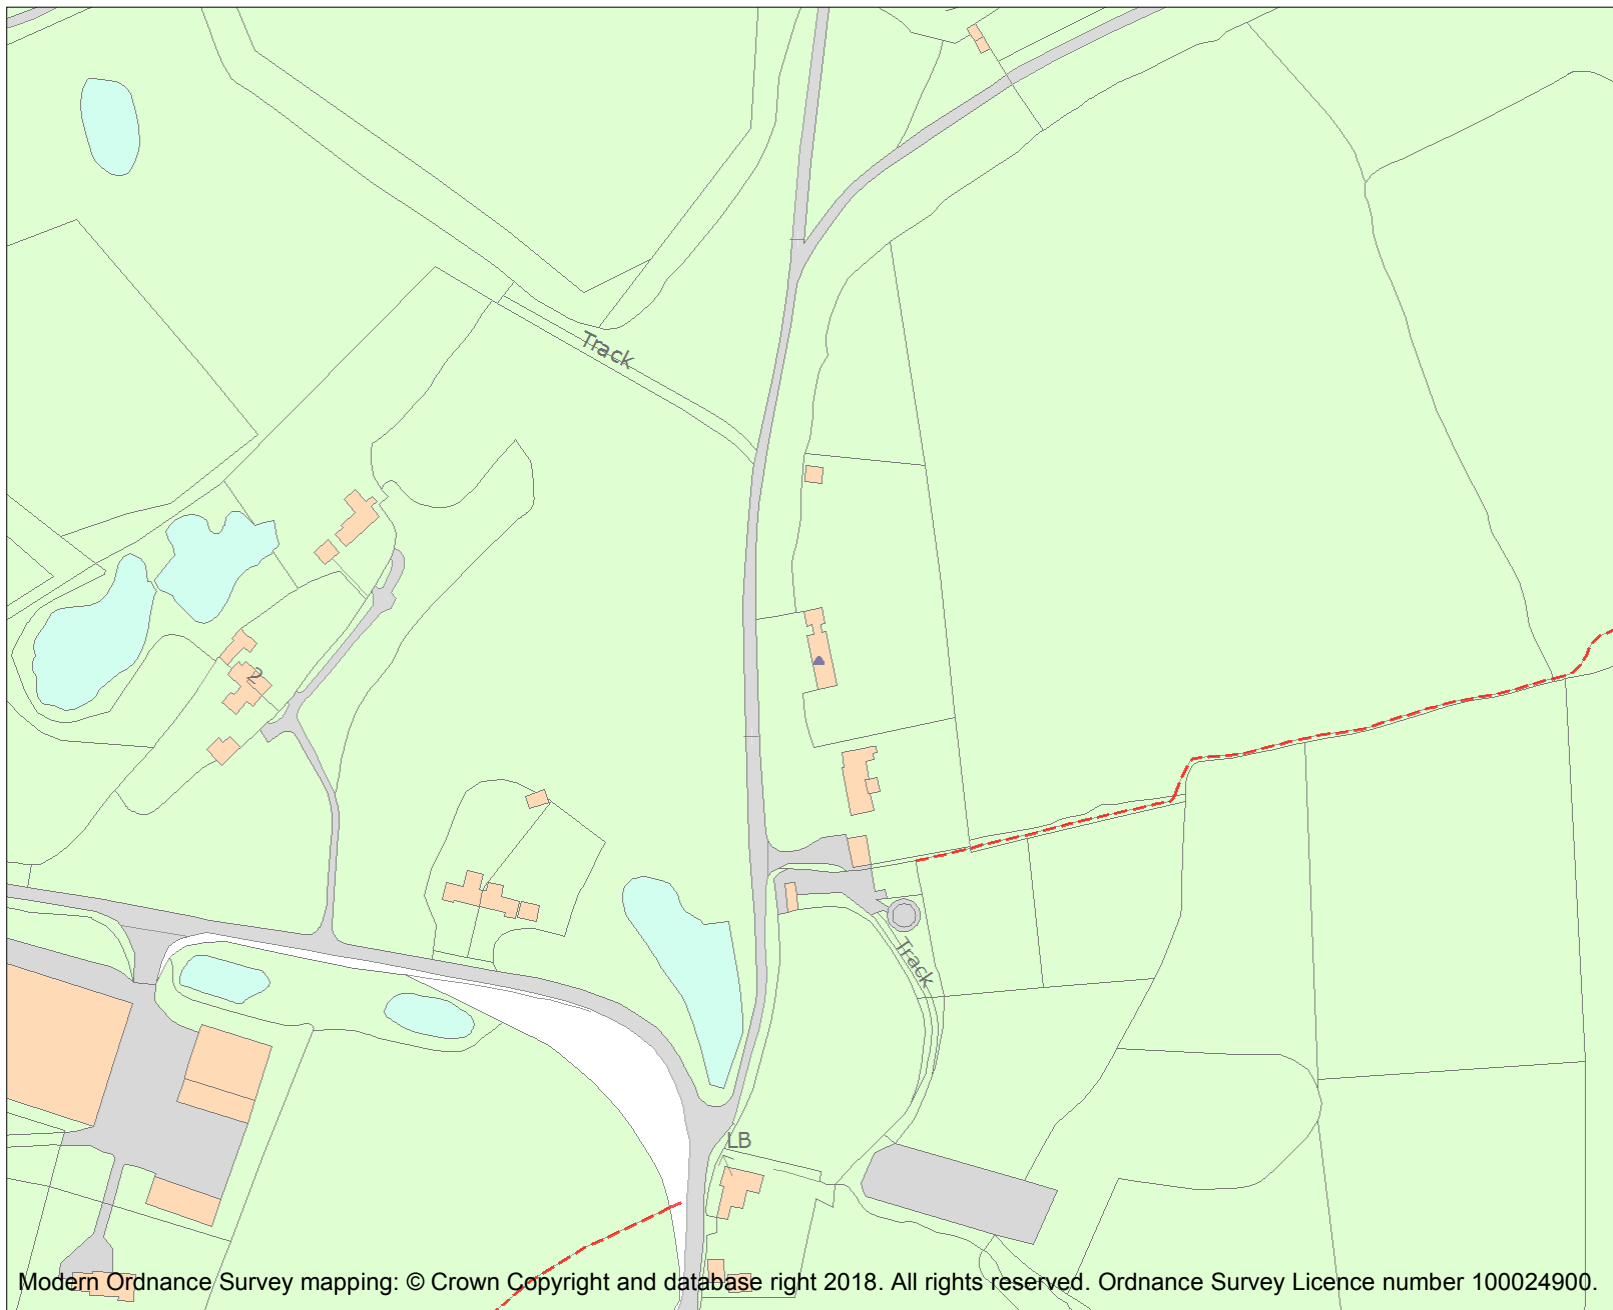 Track
2
Track
LB
Modern Ordnance Survey mapping: © Crown Copyright and database right 2018. All rights reserved. Ordnance Survey Licence number 100024900.